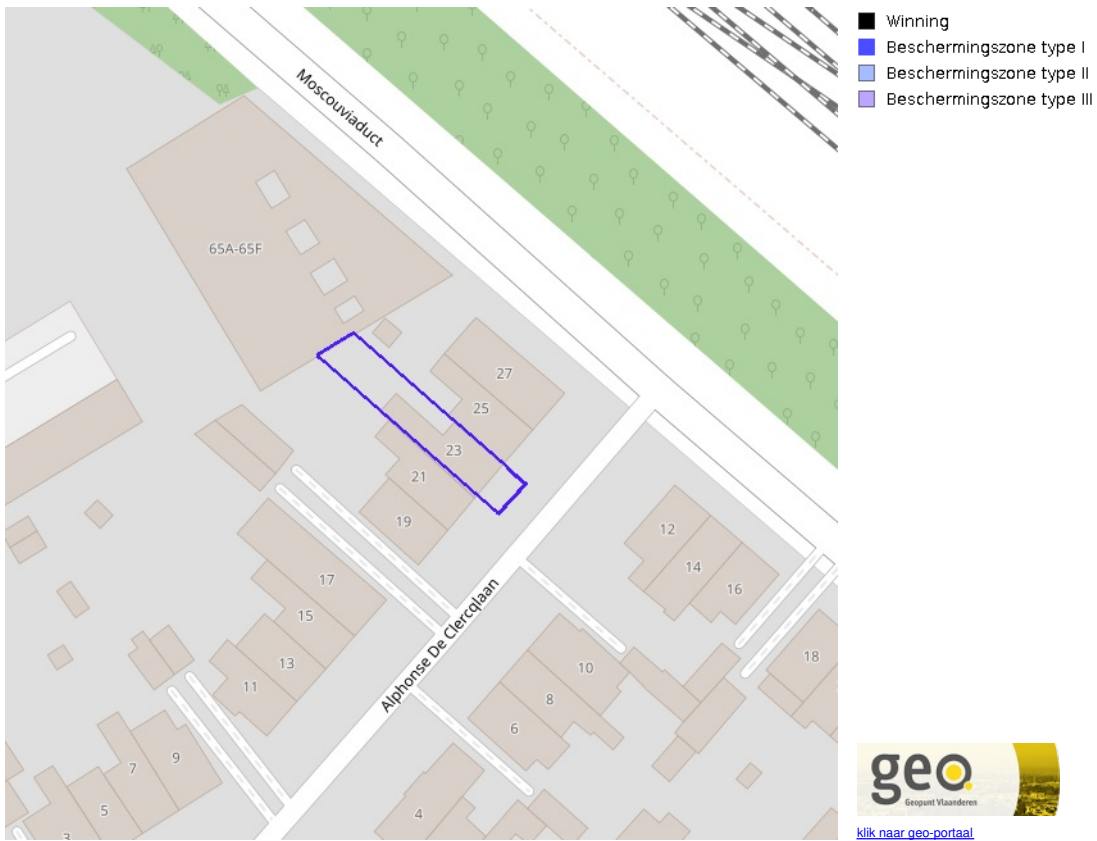 Moscouviaduct
65A-65F
27
25
23
21
19
12
14
16
17
15
13
11
10
8
6
18
9
7
5
3
4
Alphonse De Clercqlaan
Winning
Beschermingszone type I
Beschermingszone type II
Beschermingszone type III
geo.
Geopunt Vlaanderen
klik naar geo-portaal